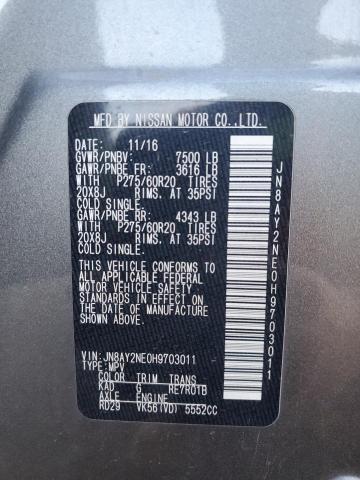 MFD BY NISSAN MOTOR CO.,LTD.
DATE: 11/16
GVWR/PNBV: 7500 LB
GAWR/PNBE FR: 3616 LB
WITH P275/60R20 TIRES
20X8J RIMS. AT 35PSI
COLD SINGLE.
GAWR/PNBE RR: 4343 LB
WITH P275/60R20 TIRES
20X8J RIMS. AT 35PSI
COLD SINGLE.
THIS VEHICLE CONFORMS TO
ALL APPLICABLE FEDERAL
MOTOR VEHICLE SAFETY
STANDARDS IN EFFECT ON
THE DATE OF MANUFACTURE
SHOWN ABOVE
VIN: JN8AY2NE0H9703011
TYPE: MPV
COLOR TRIM TRANS
KAD G RE7R01B
AXLE ENGINE
RD29 VK56(VD) 5552CC
JN8AY2NE0H9703011